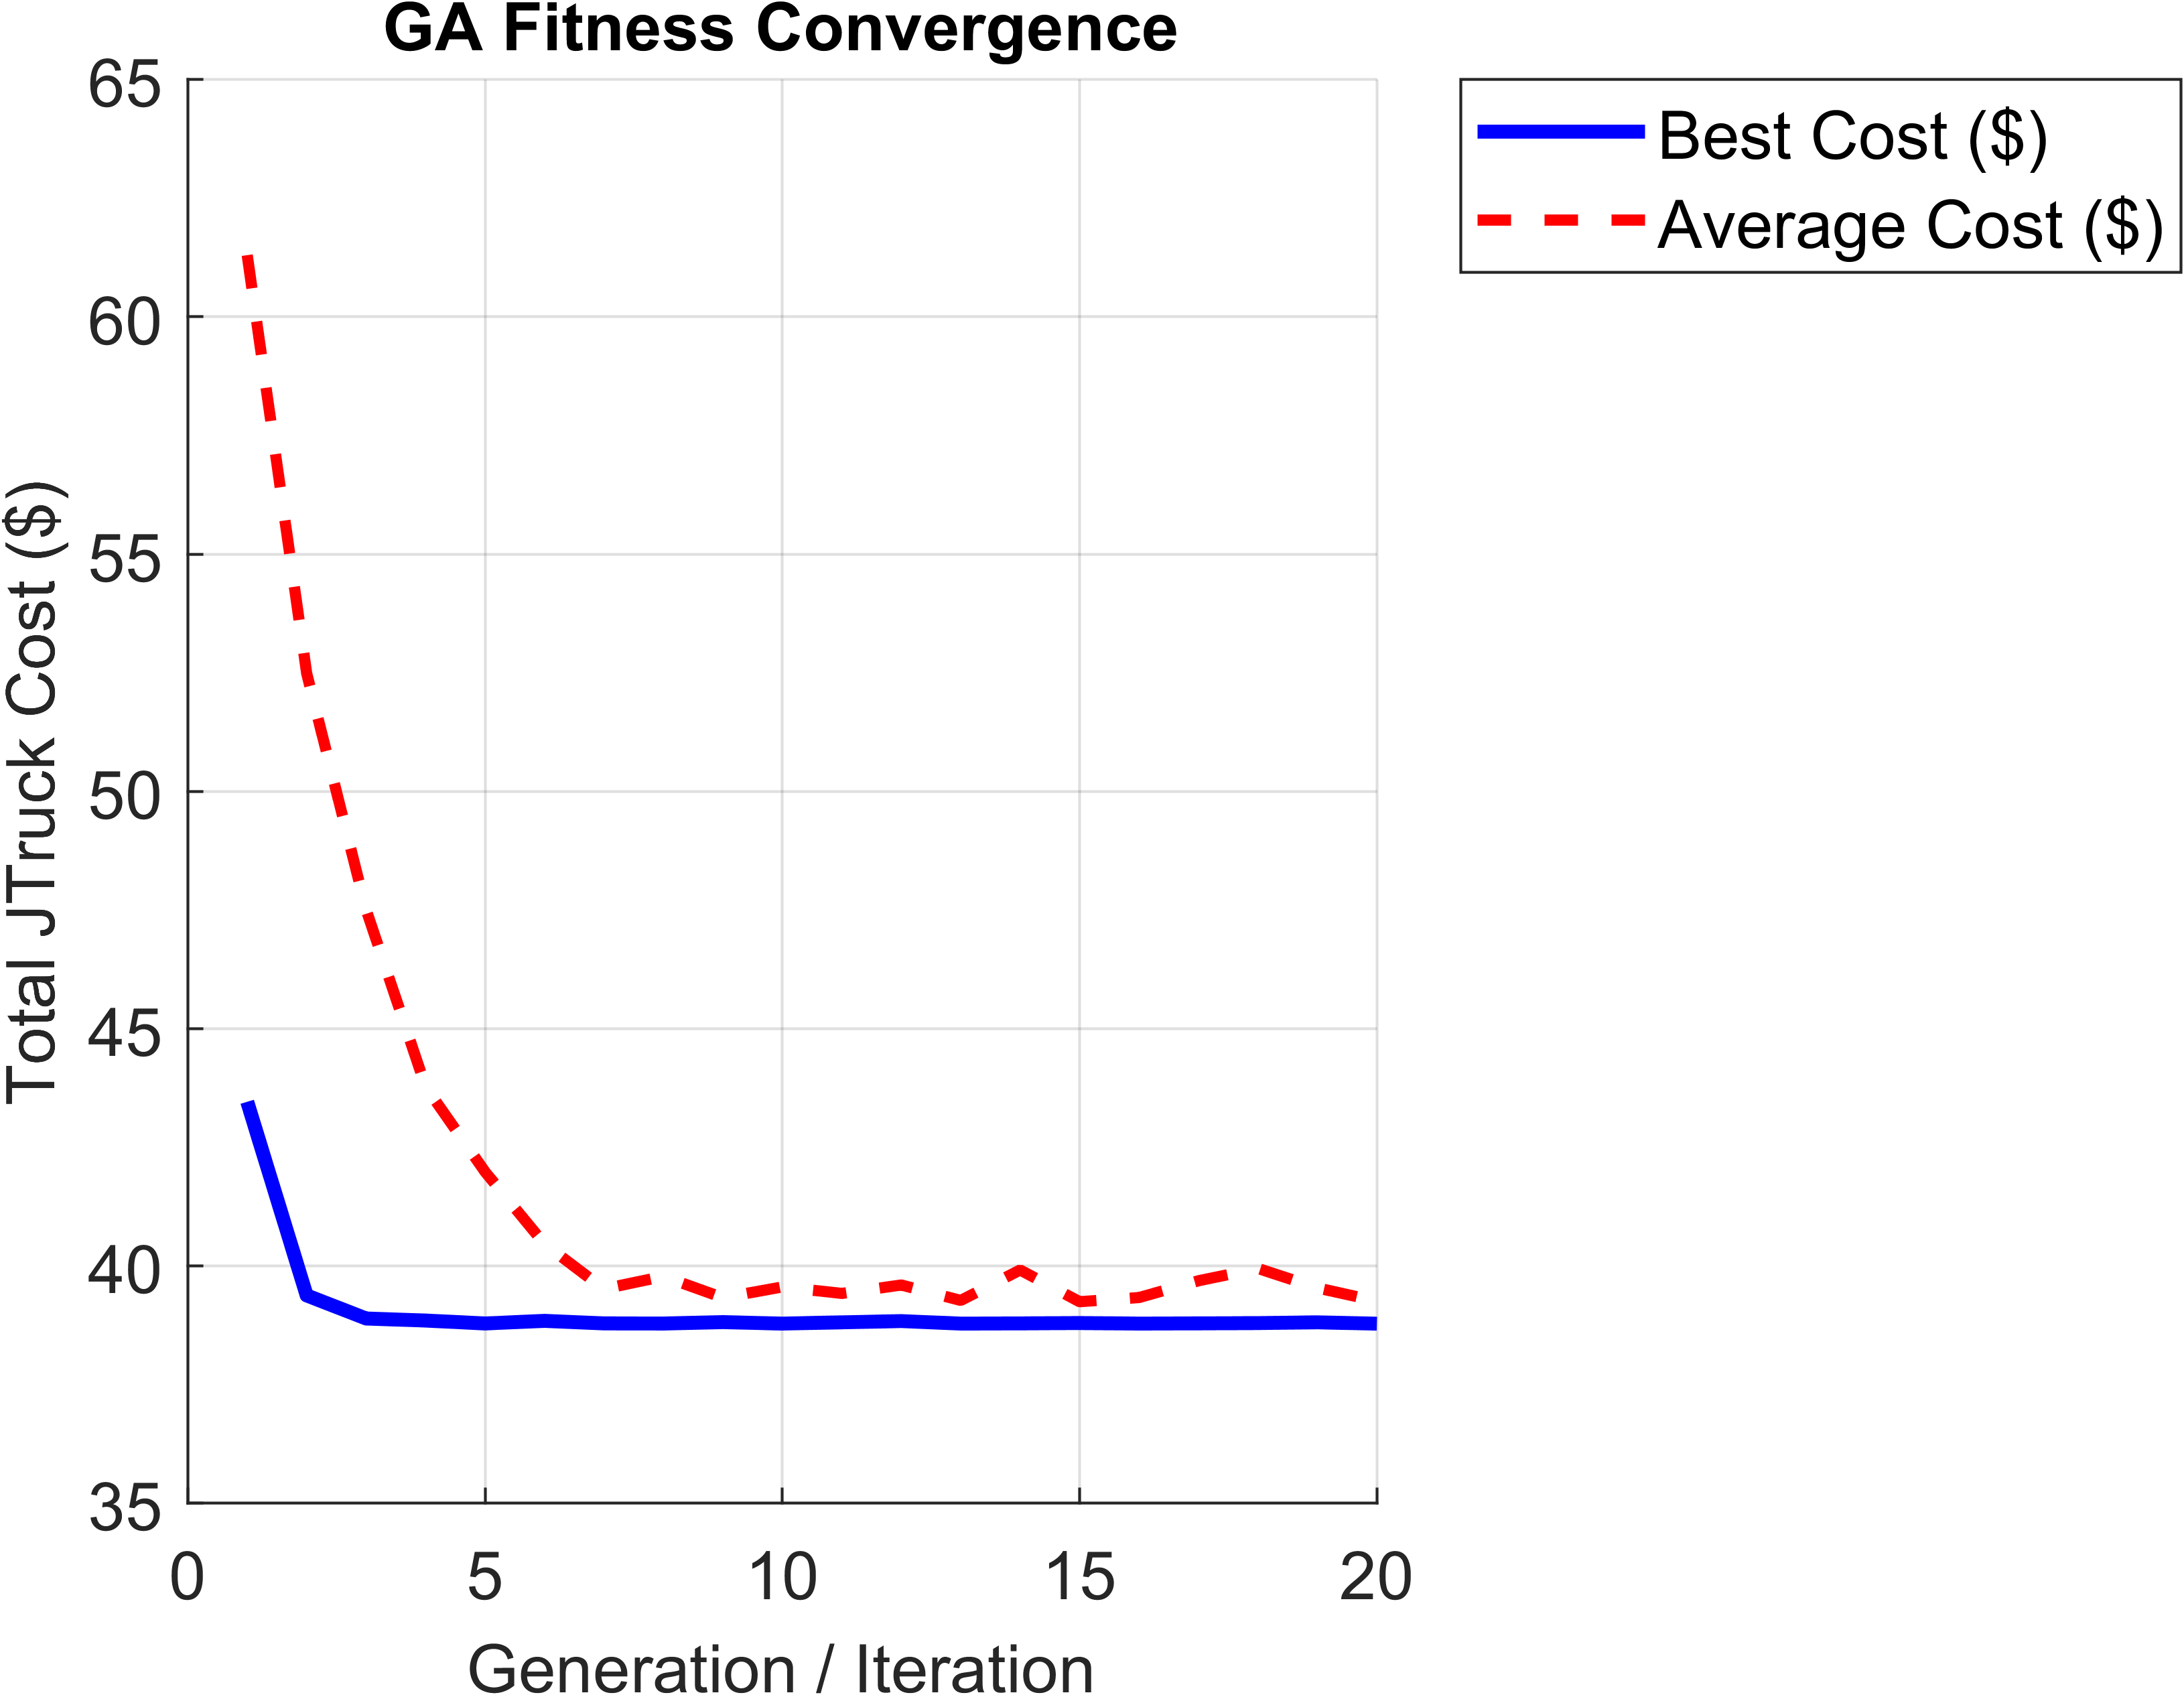 GA Fitness Convergence
Best Cost ($)
Average Cost ($)
Total JTruck Cost ($)
65
60
55
50
45
40
35
0 5 10 15 20
Generation / Iteration